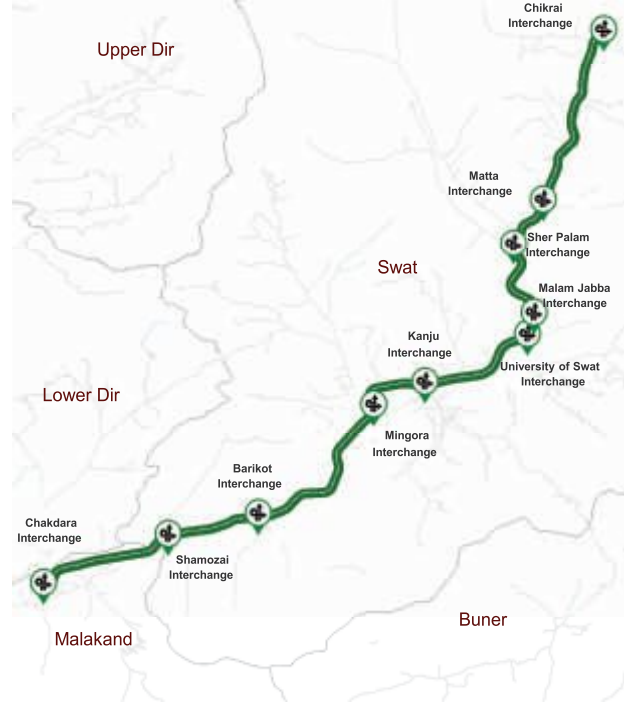 Chikrai
Interchange
Upper Dir
Matta
Interchange
Sher Palam
Interchange
Swat
Malam Jabba
Interchange
Kanju
Interchange
University of Swat
Interchange
Lower Dir
Mingora
Interchange
Barikot
Interchange
Chakdara
Interchange
Shamozai
Interchange
Buner
Malakand